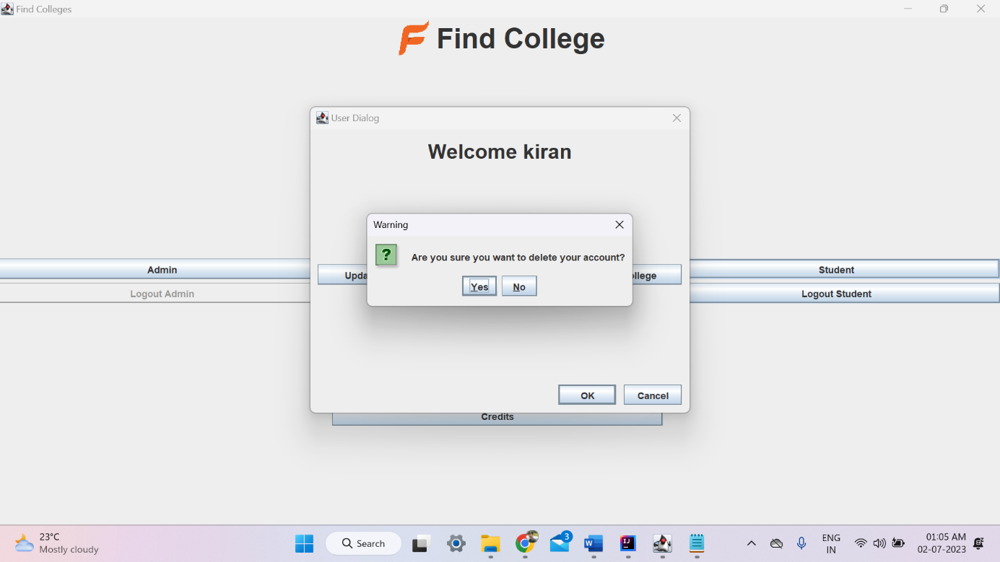 Find Colleges
Find College
User Dialog
Welcome kiran
Warning
?
Are you sure you want to delete your account?
Yes
No
Admin
Student
Logout Admin
Logout Student
OK
Cancel
Credits
23°C
Mostly cloudy
Search
3
W
IJ
ENG
IN
01:05 AM
02-07-2023